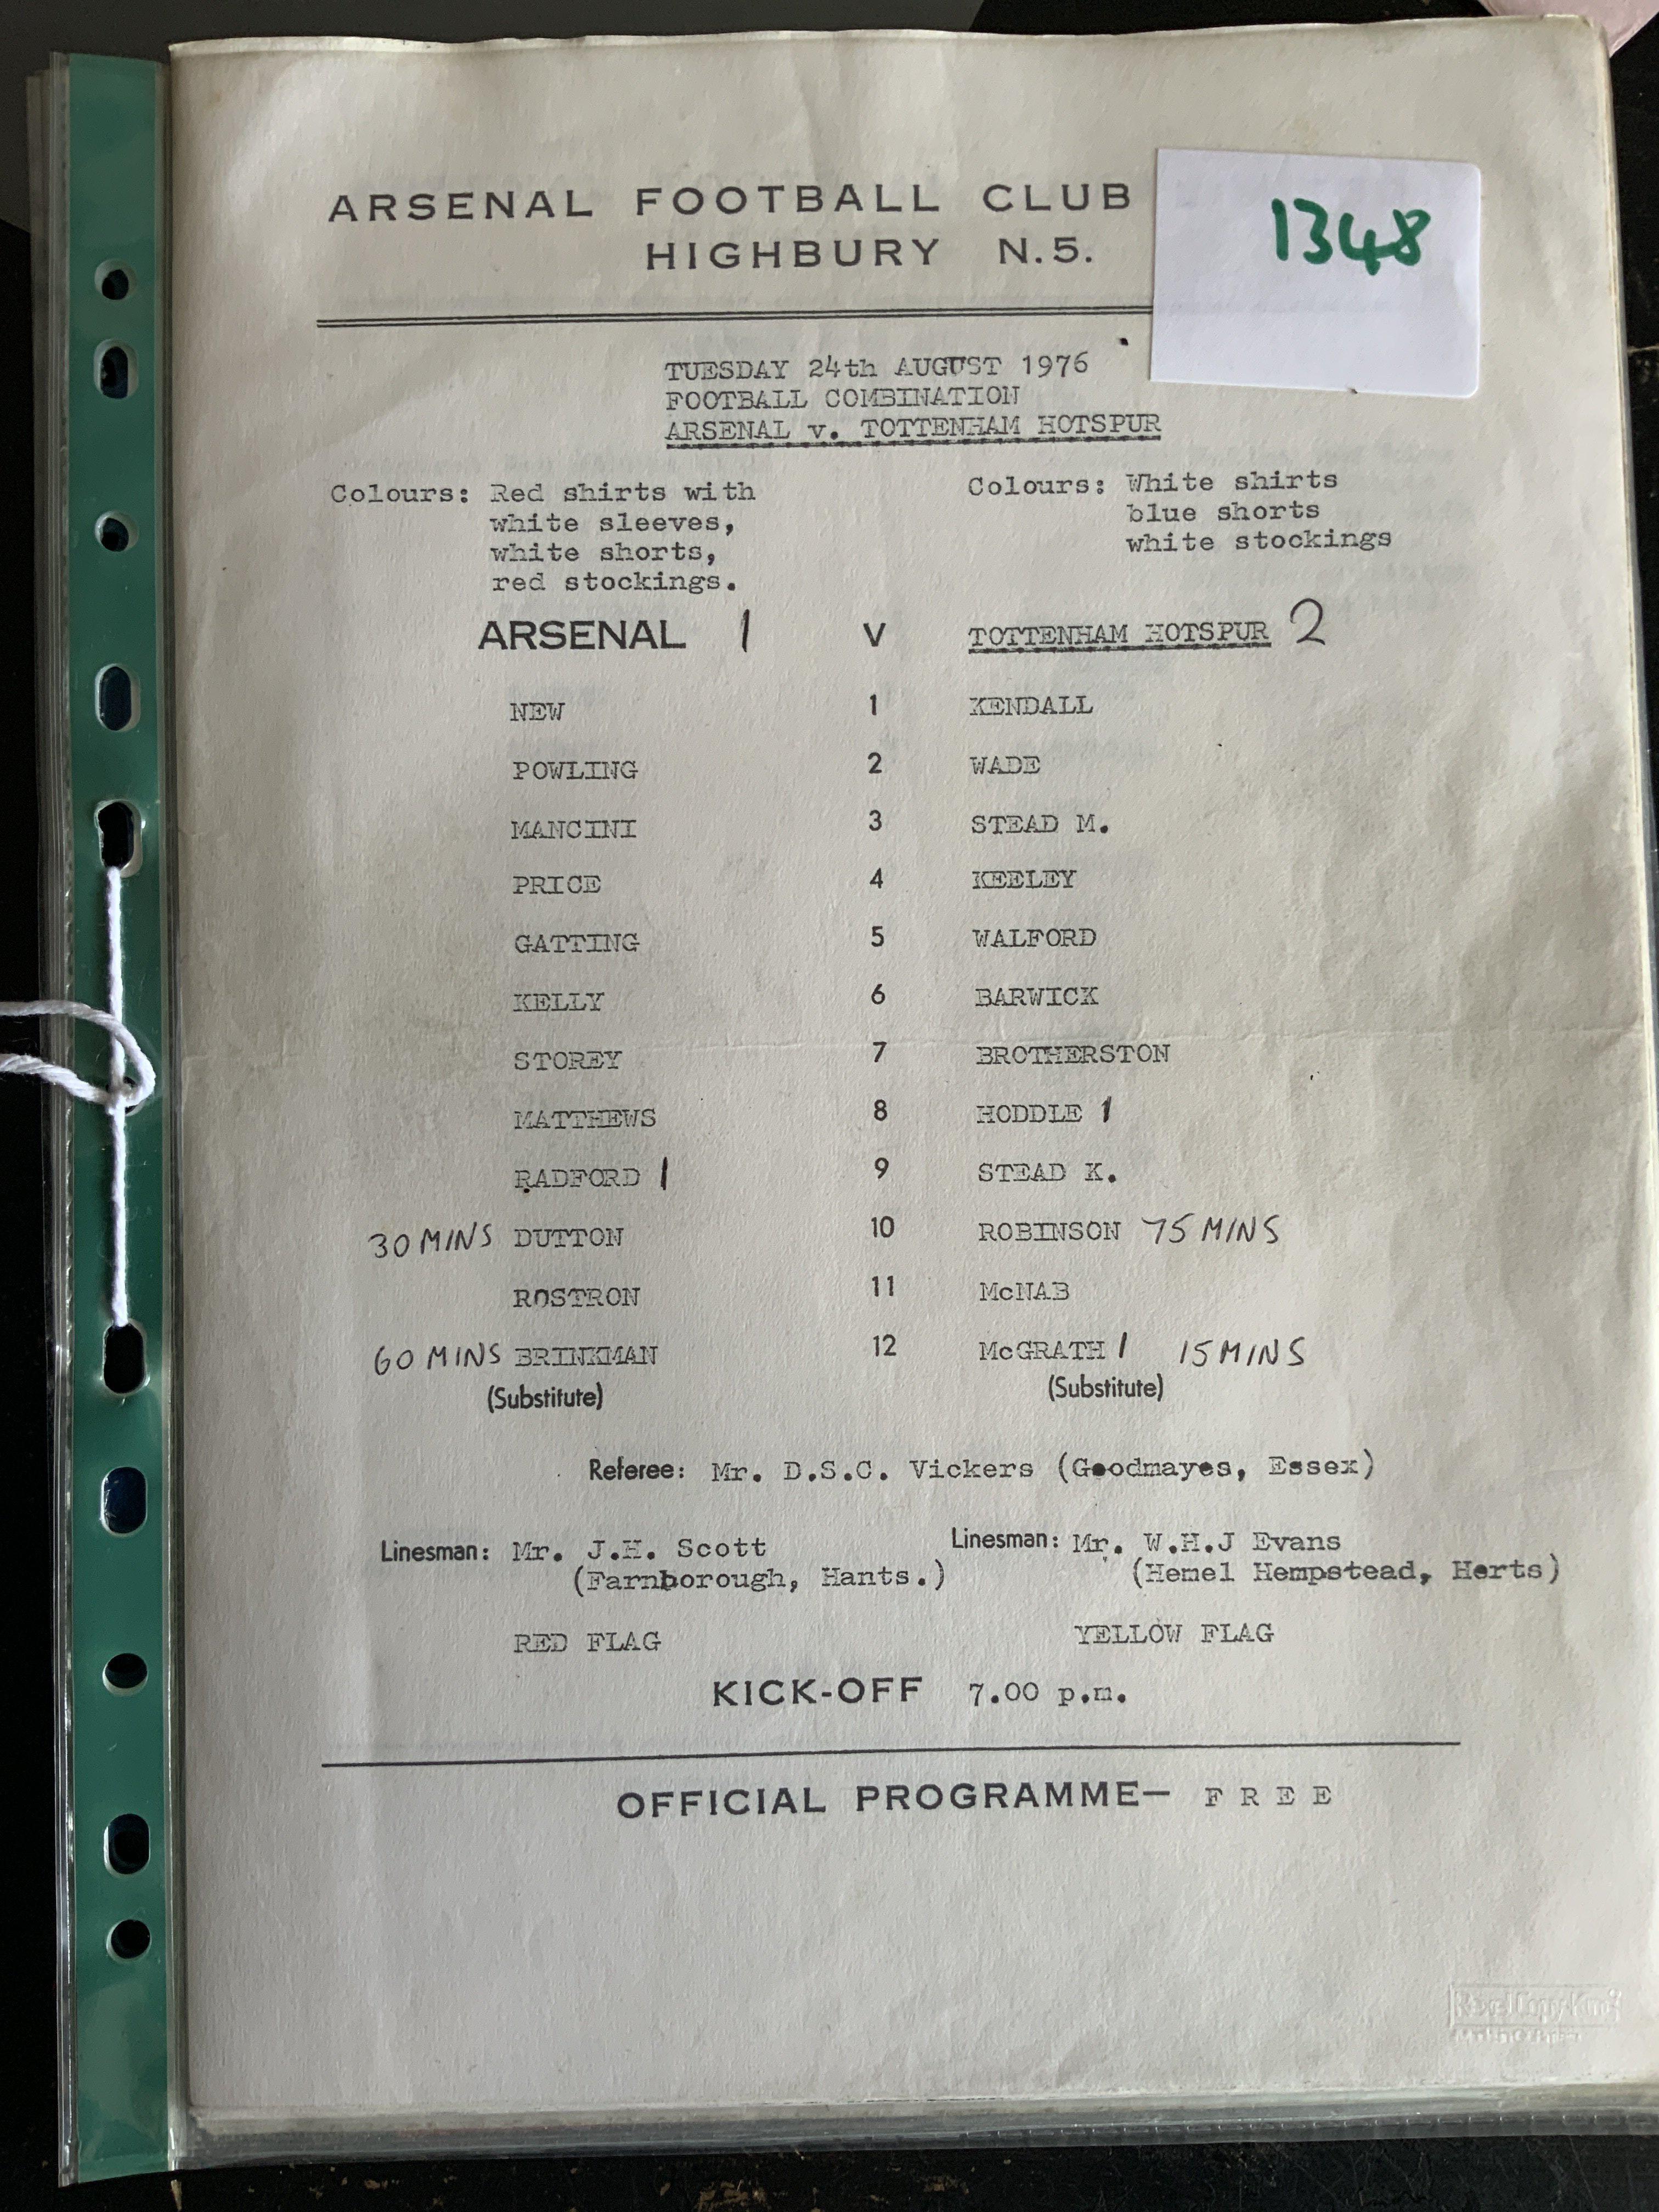 ARSENAL FOOTBALL CLUB
HIGHBURY N.5.
1348
TUESDAY 24th AUGUST 1976
FOOTBALL COMBINATION
ARSENAL v. TOTTENHAM HOTSPUR
Colours: Red shirts with
white sleeves,
white shorts,
red stockings.
Colours: White shirts
blue shorts
white stockings
ARSENAL 1 V TOTTENHAM HOTSPUR 2
NEW 1 KENDALL
POWLING 2 WADE
MANCINI 3 STEAD M.
PRICE 4 KEELEY
GATTING 5 WALFORD
KELLY 6 BARWICK
STOREY 7 BROTHERSTON
MATTHEWS 8 HODDLE 1
RADFORD 1 9 STEAD K.
30 MINS DUTTON 10 ROBINSON 75 MINS
ROSTRON 11 McNAB
60 MINS BRINKMAN 12 McGRATH 1 15 MINS
(Substitute) (Substitute)
Referee: Mr. D.S.C. Vickers (Goodmayes, Essex)
Linesman: Mr. J.H. Scott
(Farnborough, Hants.)
Linesman: Mr. W.H.J Evans
(Hemel Hempstead, Herts)
RED FLAG YELLOW FLAG
KICK-OFF 7.00 p.m.
OFFICIAL PROGRAMME— FREE